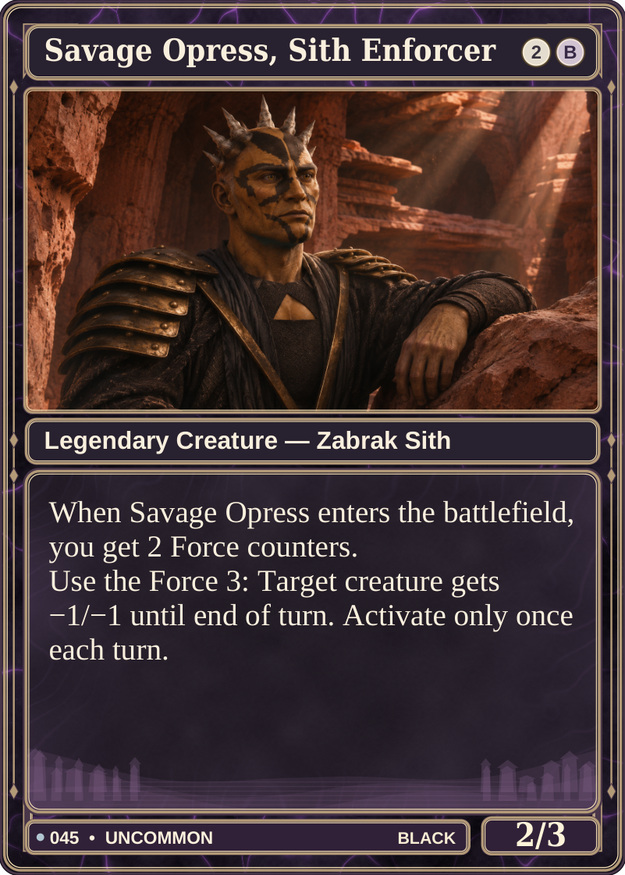 Savage Opress, Sith Enforcer 2 B
Legendary Creature — Zabrak Sith
When Savage Opress enters the battlefield,
you get 2 Force counters.
Use the Force 3: Target creature gets
−1/−1 until end of turn. Activate only once
each turn.
045 • UNCOMMON BLACK 2/3